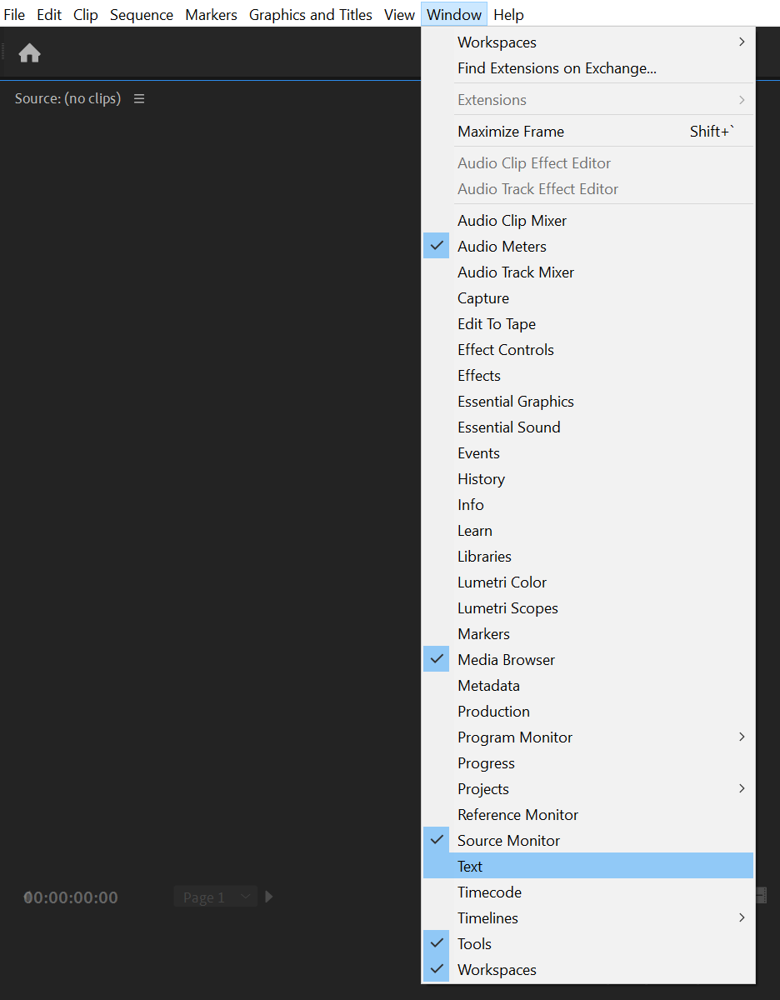 File Edit Clip Sequence Markers Graphics and Titles View Window Help
Source: (no clips)
Workspaces
Find Extensions on Exchange...
Extensions
Maximize Frame Shift+`
Audio Clip Effect Editor
Audio Track Effect Editor
Audio Clip Mixer
Audio Meters
Audio Track Mixer
Capture
Edit To Tape
Effect Controls
Effects
Essential Graphics
Essential Sound
Events
History
Info
Learn
Libraries
Lumetri Color
Lumetri Scopes
Markers
Media Browser
Metadata
Production
Program Monitor
Progress
Projects
Reference Monitor
Source Monitor
Text
Timecode
Timelines
Tools
Workspaces
00:00:00:00 Page 1